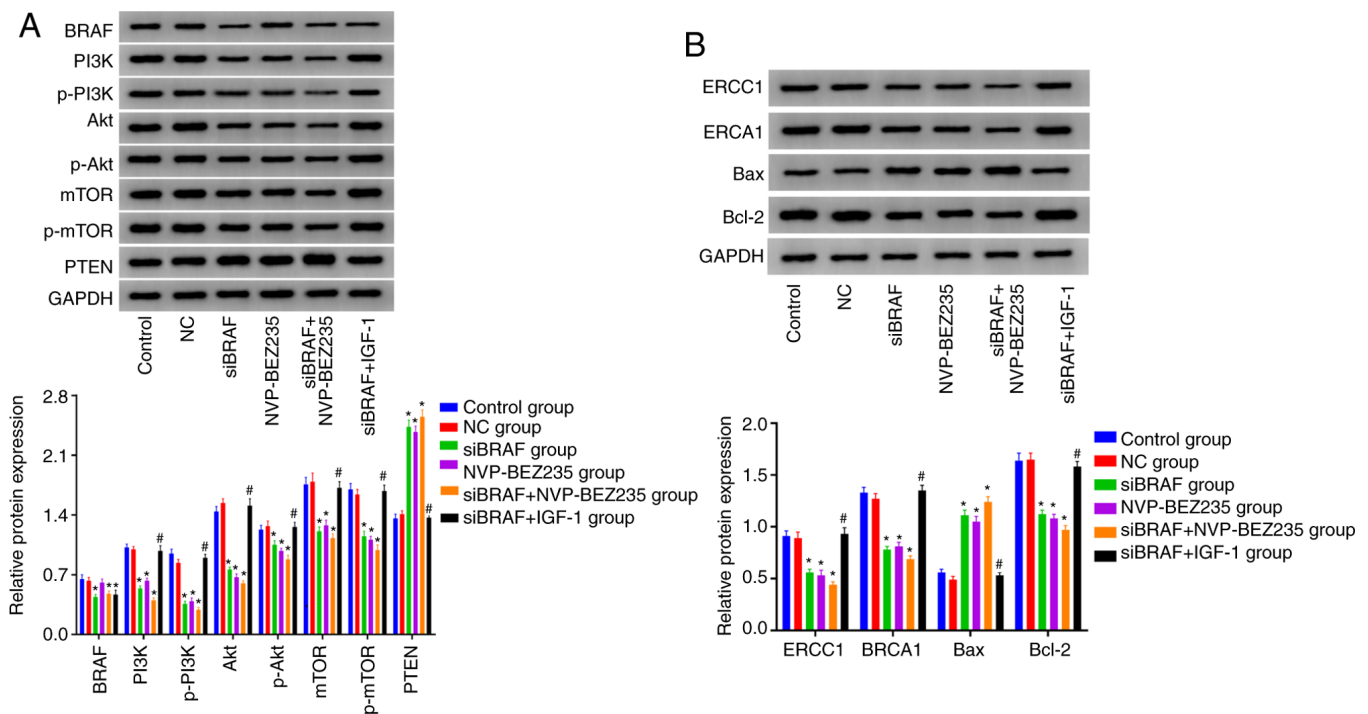 A
BRAF
PI3K
p-PI3K
Akt
p-Akt
mTOR
p-mTOR
PTEN
GAPDH
Control
NC
siBRAF
NVP-BEZ235
siBRAF+
NVP-BEZ235
siBRAF+IGF-1
Relative protein expression
2.8
2.1
1.4
0.7
0.0
* * * * * * * * * * * * * * * * * * * * * * * *
# # # # # # #
BRAF
PI3K
p-PI3K
Akt
p-Akt
mTOR
p-mTOR
PTEN
Control group
NC group
siBRAF group
NVP-BEZ235 group
siBRAF+NVP-BEZ235 group
siBRAF+IGF-1 group
B
ERCC1
ERCA1
Bax
Bcl-2
GAPDH
Control
NC
siBRAF
NVP-BEZ235
siBRAF+
NVP-BEZ235
siBRAF+IGF-1
Relative protein expression
2.0
1.5
1.0
0.5
0.0
* * * # * * * # * * * # * * * #
ERCC1
BRCA1
Bax
Bcl-2
Control group
NC group
siBRAF group
NVP-BEZ235 group
siBRAF+NVP-BEZ235 group
siBRAF+IGF-1 group